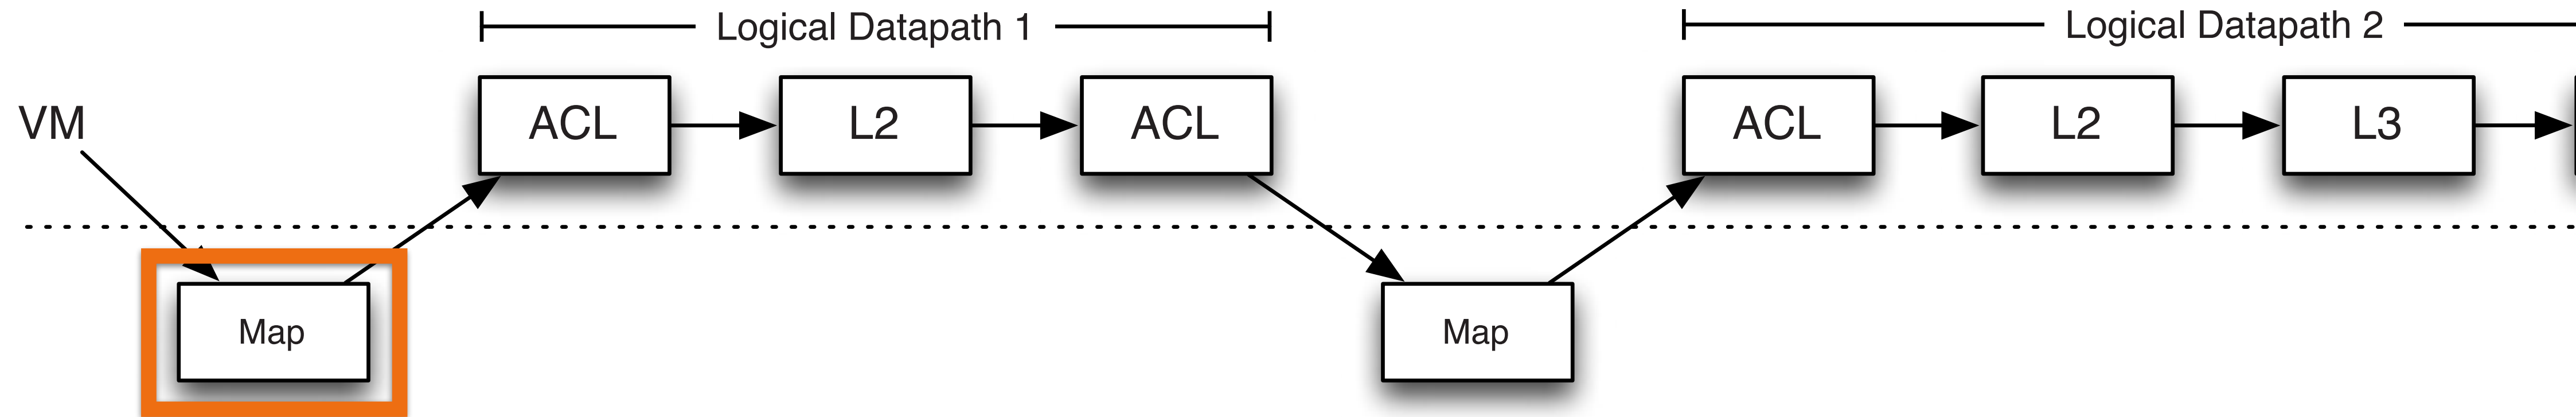 Logical Datapath 1
Logical Datapath 2
VM
ACL
L2
ACL
ACL
L2
L3
Map
Map